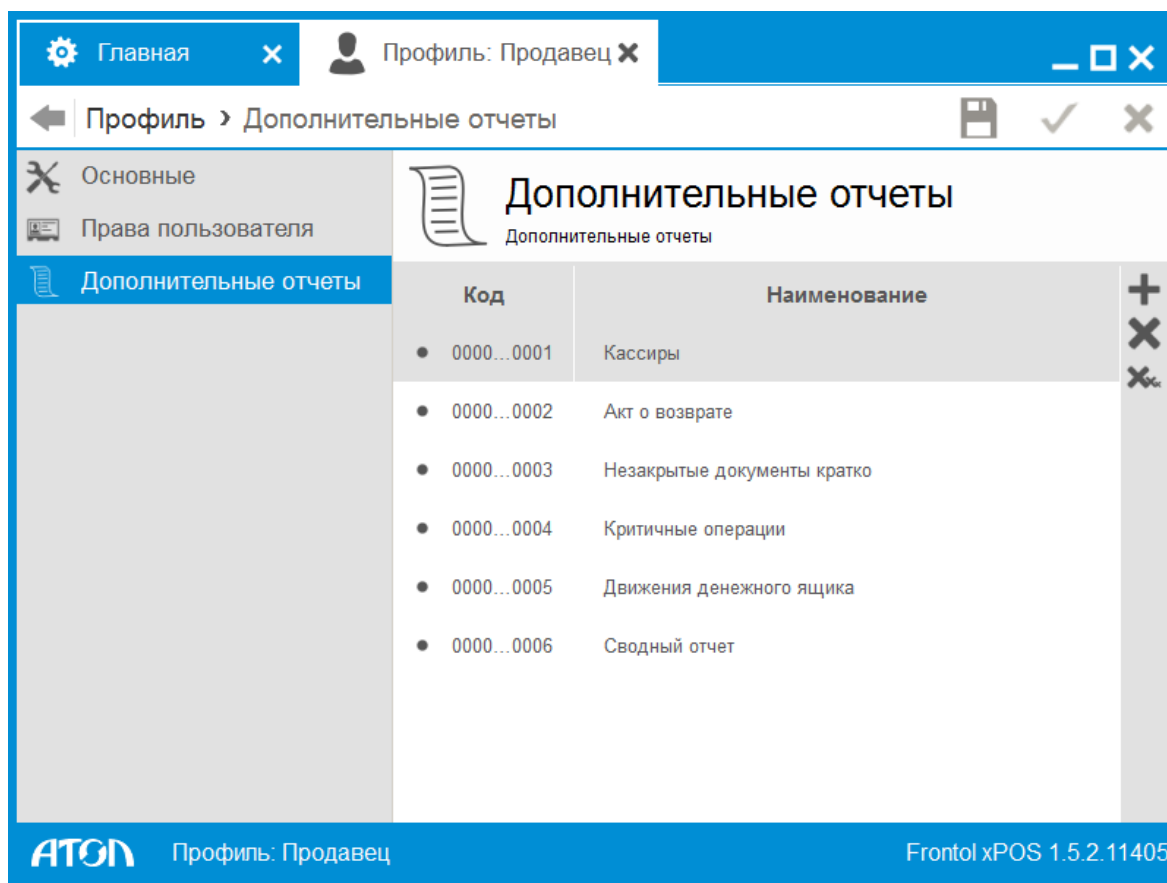 Главная
Профиль: Продавец
Профиль › Дополнительные отчеты
Основные
Права пользователя
Дополнительные отчеты
Дополнительные отчеты
Дополнительные отчеты
Код Наименование
0000...0001 Кассиры
0000...0002 Акт о возврате
0000...0003 Незакрытые документы кратко
0000...0004 Критичные операции
0000...0005 Движения денежного ящика
0000...0006 Сводный отчет
АТОЛ Профиль: Продавец Frontol xPOS 1.5.2.11405